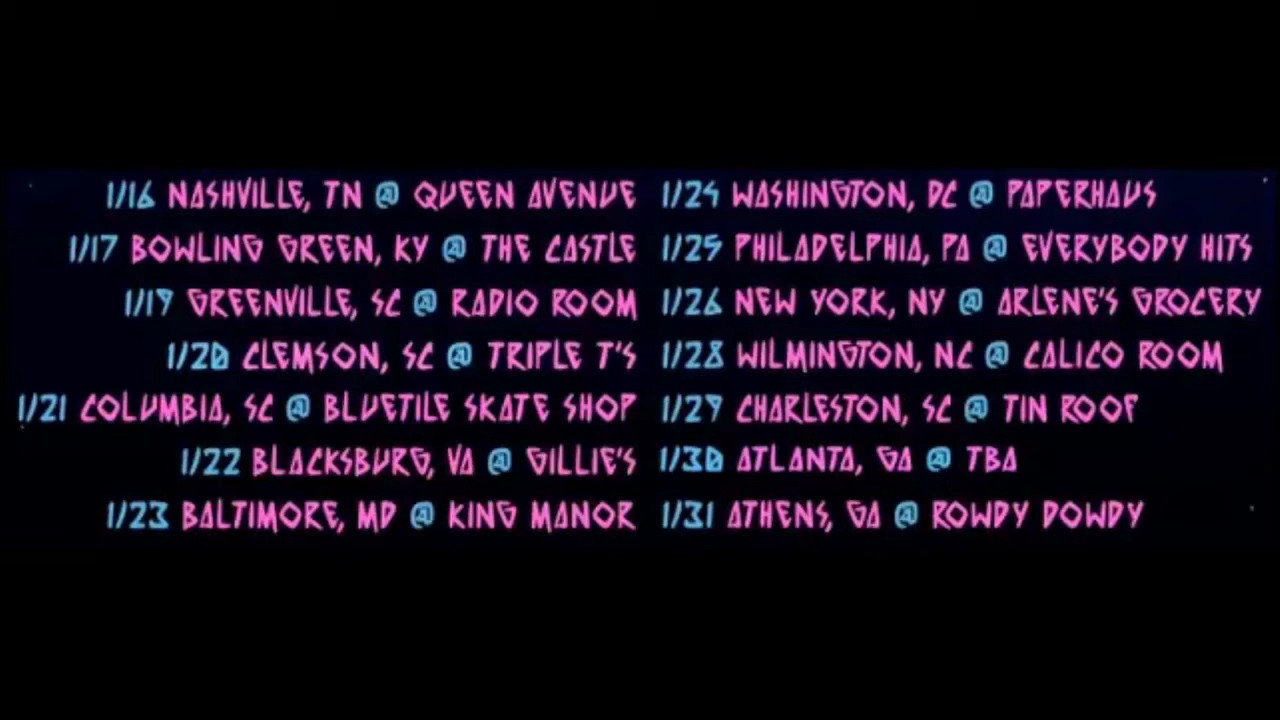 1/16 NASHVILLE, TN @ QUEEN AVENUE
1/17 BOWLING GREEN, KY @ THE CASTLE
1/19 GREENVILLE, SC @ RADIO ROOM
1/20 CLEMSON, SC @ TRIPLE T'S
1/21 COLUMBIA, SC @ BLUETILE SKATE SHOP
1/22 BLACKSBURG, VA @ GILLIE'S
1/23 BALTIMORE, MD @ KING MANOR
1/24 WASHINGTON, DC @ PAPERHAUS
1/25 PHILADELPHIA, PA @ EVERYBODY HITS
1/26 NEW YORK, NY @ ARLENE'S GROCERY
1/28 WILMINGTON, NC @ CALICO ROOM
1/29 CHARLESTON, SC @ TIN ROOF
1/30 ATLANTA, GA @ TBA
1/31 ATHENS, GA @ ROWDY DOWDY